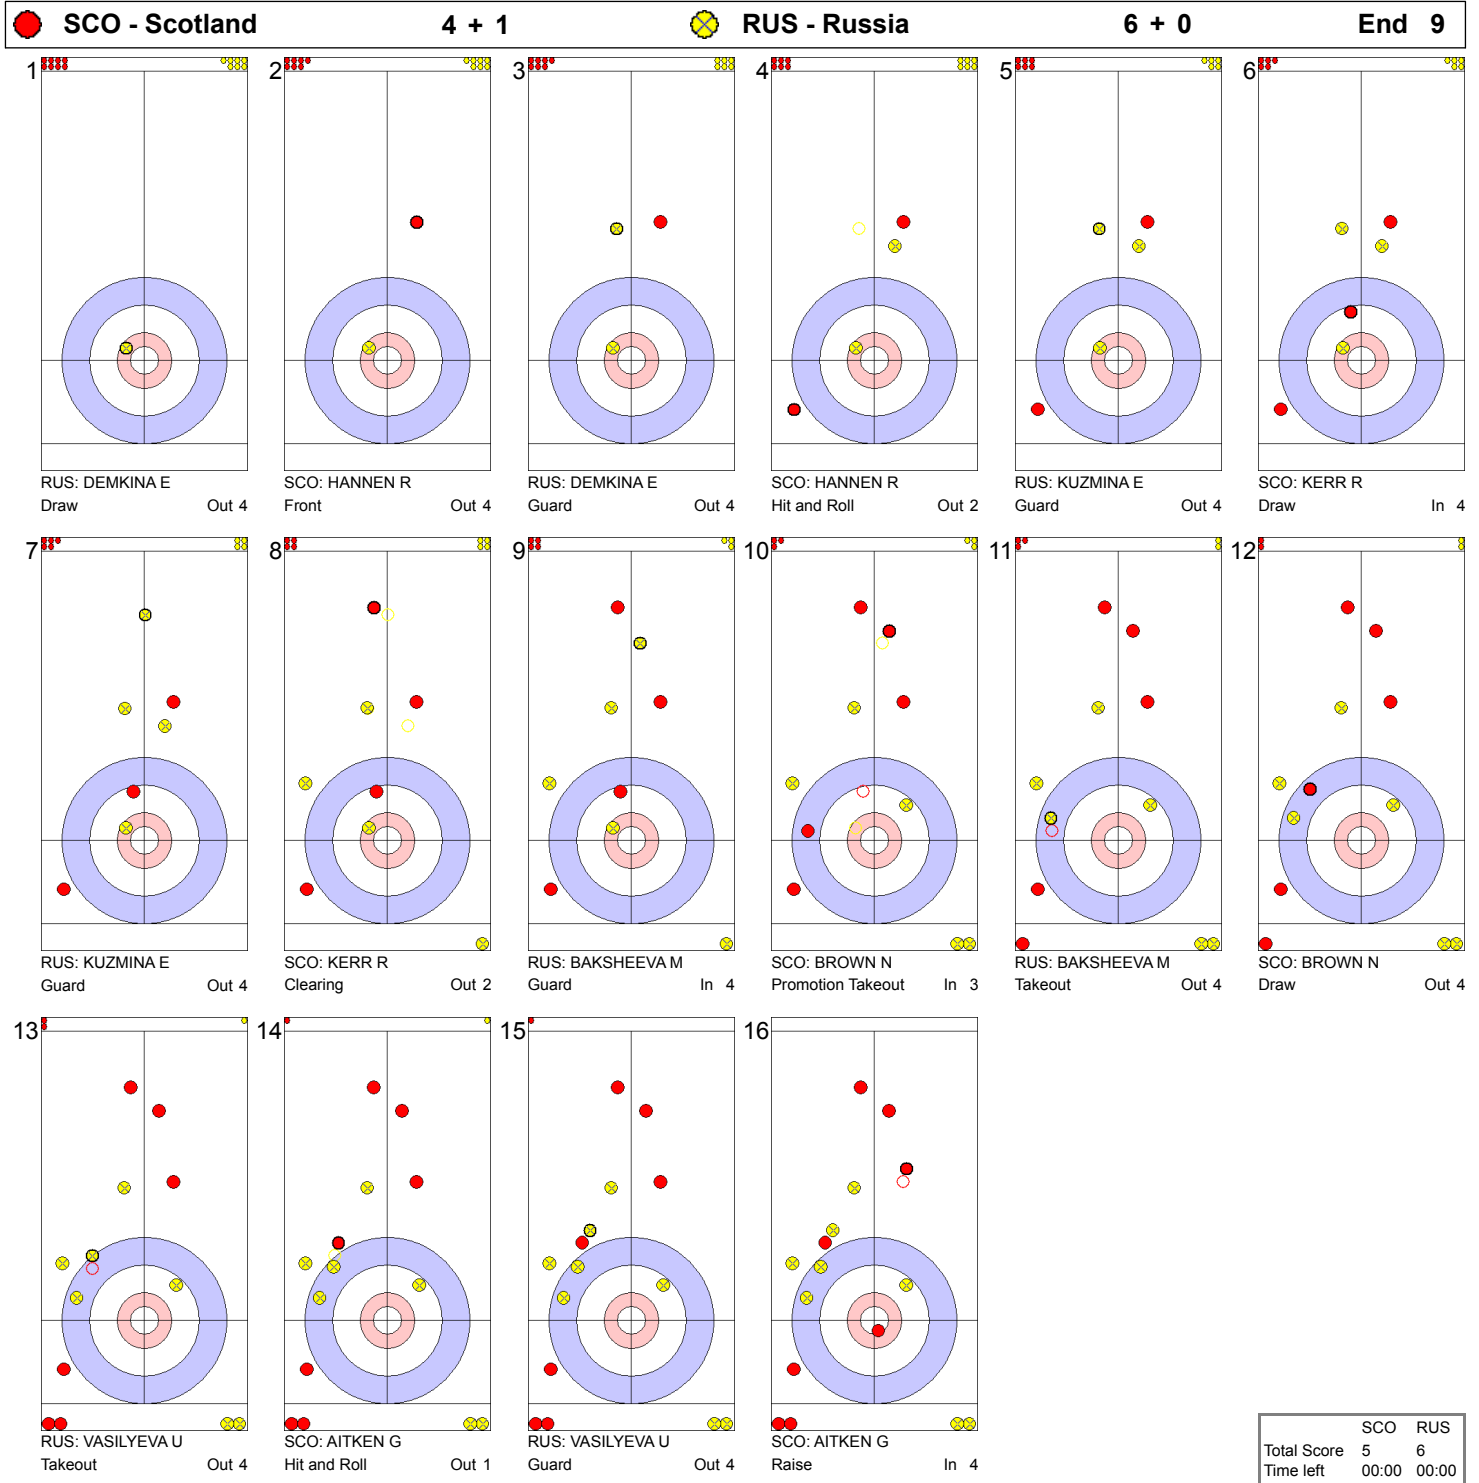 SCO - Scotland 4 + 1 RUS - Russia 6 + 0 End 9
1 2 3 4 5 6
RUS: DEMKINA E SCO: HANNEN R RUS: DEMKINA E SCO: HANNEN R RUS: KUZMINA E SCO: KERR R
Draw Out 4 Front Out 4 Guard Out 4 Hit and Roll Out 2 Guard Out 4 Draw In 4
7 8 9 10 11 12
RUS: KUZMINA E SCO: KERR R RUS: BAKSHEEVA M SCO: BROWN N RUS: BAKSHEEVA M SCO: BROWN N
Guard Out 4 Clearing Out 2 Guard In 4 Promotion Takeout In 3 Takeout Out 4 Draw Out 4
13 14 15 16
RUS: VASILYEVA U SCO: AITKEN G RUS: VASILYEVA U SCO: AITKEN G
Takeout Out 4 Hit and Roll Out 1 Guard Out 4 Raise In 4
SCO RUS
Total Score 5 6
Time left 00:00 00:00